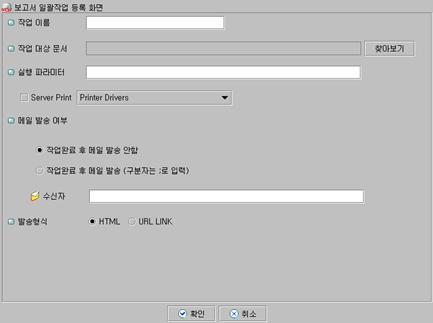 보고서 일괄작업 등록 화면
작업 이름
작업 대상 문서
찾아보기
실행 파라미터
Server Print
Printer Drivers
메일 발송 여부
작업완료 후 메일 발송 안함
작업완료 후 메일 발송 (구분자는 ;로 입력)
수신자
발송형식
HTML
URL LINK
확인
취소